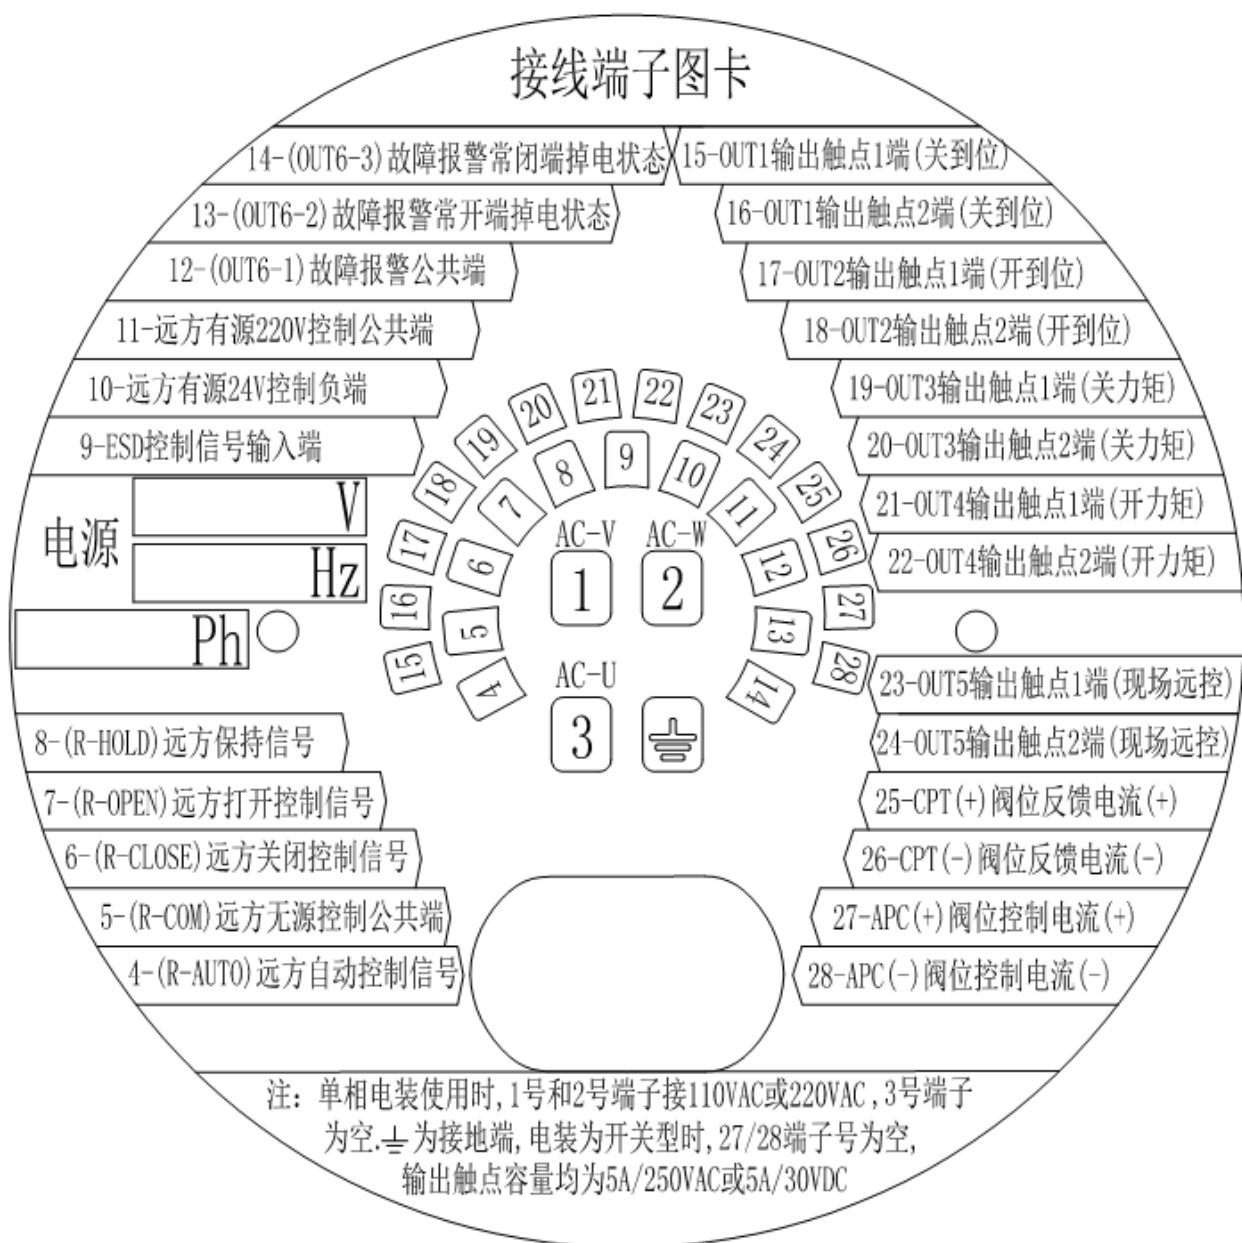 接线端子图卡
14-(OUT6-3)故障报警常闭端掉电状态
13-(OUT6-2)故障报警常开端掉电状态
12-(OUT6-1)故障报警公共端
11-远方有源220V控制公共端
10-远方有源24V控制负端
9-ESD控制信号输入端
15-OUT1输出触点1端(关到位)
16-OUT1输出触点2端(关到位)
17-OUT2输出触点1端(开到位)
18-OUT2输出触点2端(开到位)
19-OUT3输出触点1端(关力矩)
20-OUT3输出触点2端(关力矩)
21-OUT4输出触点1端(开力矩)
22-OUT4输出触点2端(开力矩)
电源
V
Hz
Ph
15
16
17
18
19
20
21
22
23
24
25
26
27
28
4
5
6
7
8
9
10
11
12
13
14
AC-V
AC-W
1
2
AC-U
3
8-(R-HOLD)远方保持信号
7-(R-OPEN)远方打开控制信号
6-(R-CLOSE)远方关闭控制信号
5-(R-COM)远方无源控制公共端
4-(R-AUTO)远方自动控制信号
23-OUT5输出触点1端(现场远控)
24-OUT5输出触点2端(现场远控)
25-CPT(+)阀位反馈电流(+)
26-CPT(-)阀位反馈电流(-)
27-APC(+)阀位控制电流(+)
28-APC(-)阀位控制电流(-)
注: 单相电装使用时,1号和2号端子接110VAC或220VAC,3号端子
为空.⏚为接地端,电装为开关型时,27/28端子号为空,
输出触点容量均为5A/250VAC或5A/30VDC